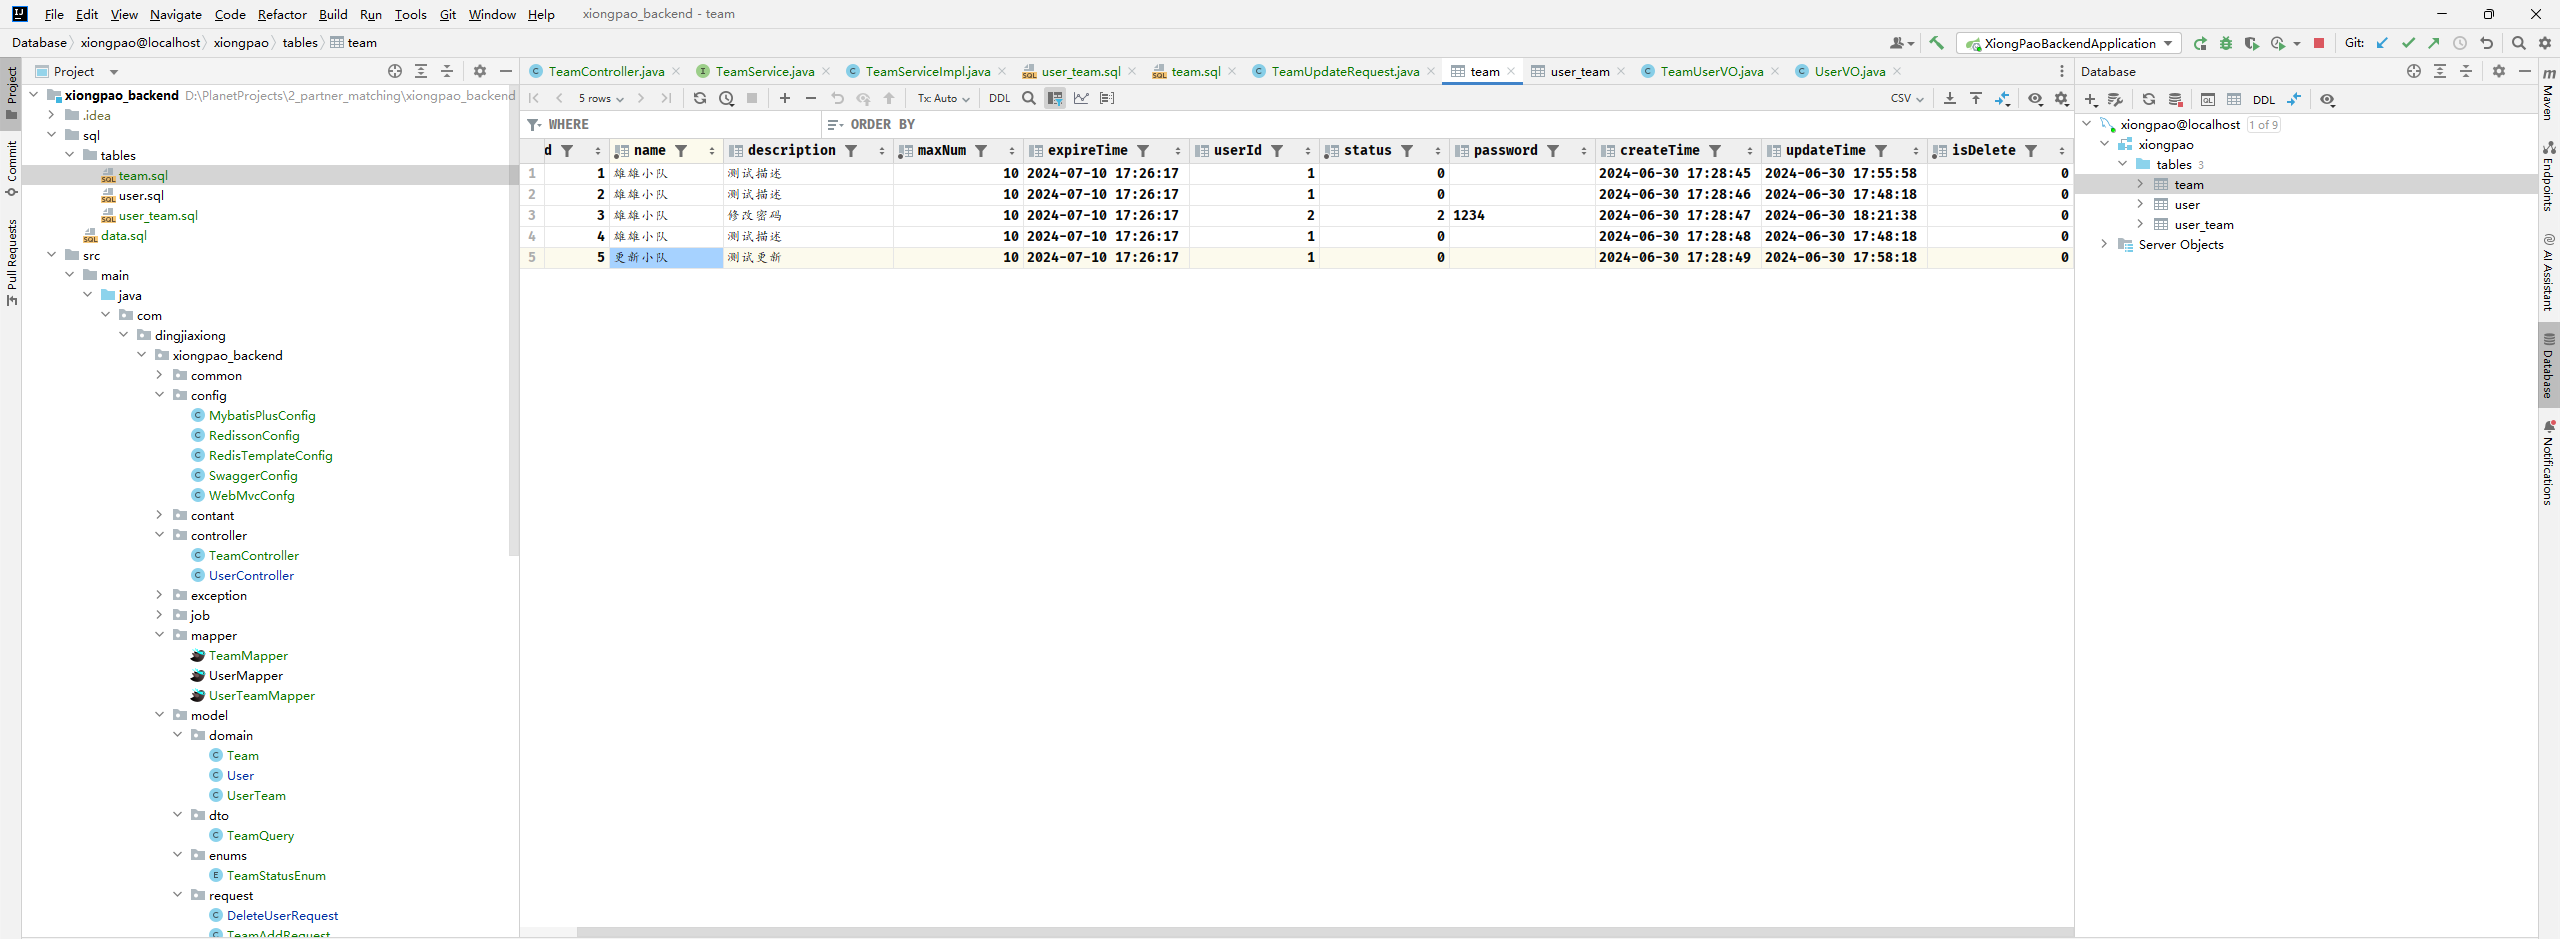 File Edit View Navigate Code Refactor Build Run Tools Git Window Help xiongpao_backend - team
Database xiongpao@localhost xiongpao tables team
XiongPaoBackendApplication Git:
Project
TeamController.java TeamService.java TeamServiceImpl.java user_team.sql team.sql TeamUpdateRequest.java team user_team TeamUserVO.java UserVO.java
Database
xiongpao_backend D:\PlanetProjects\2_partner_matching\xiongpao_backend
.idea
sql
tables
team.sql
user.sql
user_team.sql
data.sql
src
main
java
com
dingjiaxiong
xiongpao_backend
common
config
MybatisPlusConfig
RedissonConfig
RedisTemplateConfig
SwaggerConfig
WebMvcConfg
contant
controller
TeamController
UserController
exception
job
mapper
TeamMapper
UserMapper
UserTeamMapper
model
domain
Team
User
UserTeam
dto
TeamQuery
enums
TeamStatusEnum
request
DeleteUserRequest
TeamAddRequest
5 rows Tx: Auto DDL CSV
WHERE ORDER BY
d name description maxNum expireTime userId status password createTime updateTime isDelete
1 1 雄雄小队 测试描述 10 2024-07-10 17:26:17 1 0 2024-06-30 17:28:45 2024-06-30 17:55:58 0
2 2 雄雄小队 测试描述 10 2024-07-10 17:26:17 1 0 2024-06-30 17:28:46 2024-06-30 17:48:18 0
3 3 雄雄小队 修改密码 10 2024-07-10 17:26:17 2 2 1234 2024-06-30 17:28:47 2024-06-30 18:21:38 0
4 4 雄雄小队 测试描述 10 2024-07-10 17:26:17 1 0 2024-06-30 17:28:48 2024-06-30 17:48:18 0
5 5 更新小队 测试更新 10 2024-07-10 17:26:17 1 0 2024-06-30 17:28:49 2024-06-30 17:58:18 0
DDL
xiongpao@localhost 1 of 9
xiongpao
tables 3
team
user
user_team
Server Objects
Project
Commit
Pull Requests
Maven
Endpoints
AI Assistant
Database
Notifications